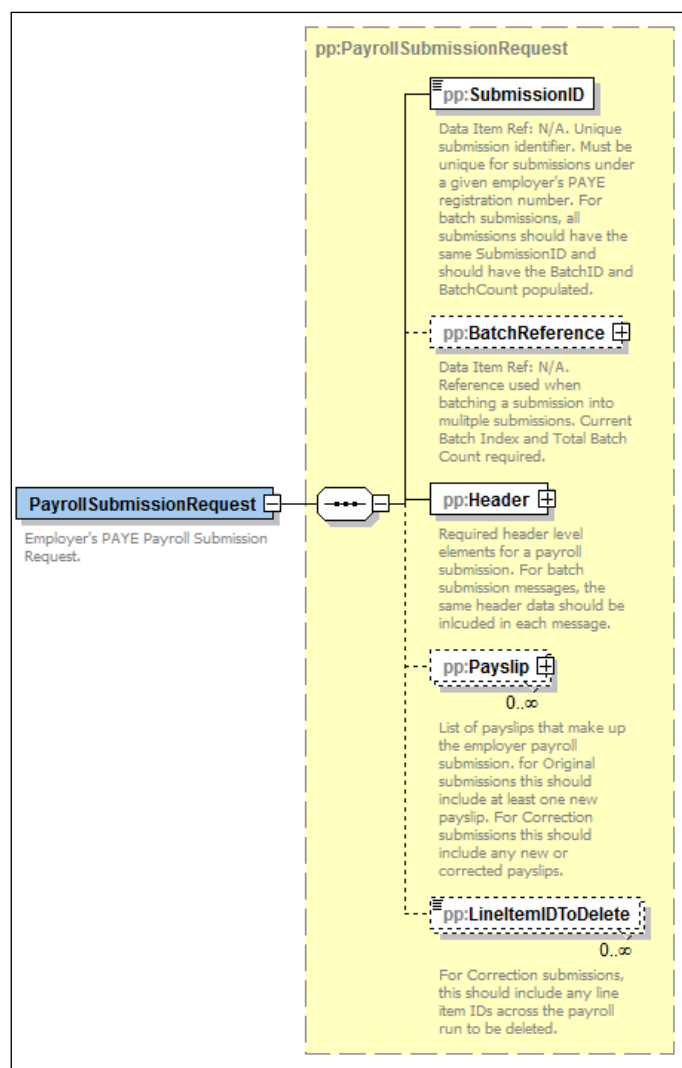 pp:PayrollSubmissionRequest
pp:SubmissionID
Data Item Ref: N/A. Unique
submission identifier. Must be
unique for submissions under
a given employer's PAYE
registration number. For
batch submissions, all
submissions should have the
same SubmissionID and
should have the BatchID and
BatchCount populated.
pp:BatchReference
Data Item Ref: N/A.
Reference used when
batching a submission into
mulitple submissions. Current
Batch Index and Total Batch
Count required.
PayrollSubmissionRequest
Employer's PAYE Payroll Submission
Request.
pp:Header
Required header level
elements for a payroll
submission. For batch
submission messages, the
same header data should be
inlcuded in each message.
pp:Payslip
0..∞
List of payslips that make up
the employer payroll
submission. for Original
submissions this should
include at least one new
payslip. For Correction
submissions this should
include any new or
corrected payslips.
pp:LineItemIDToDelete
0..∞
For Correction submissions,
this should include any line
item IDs across the payroll
run to be deleted.